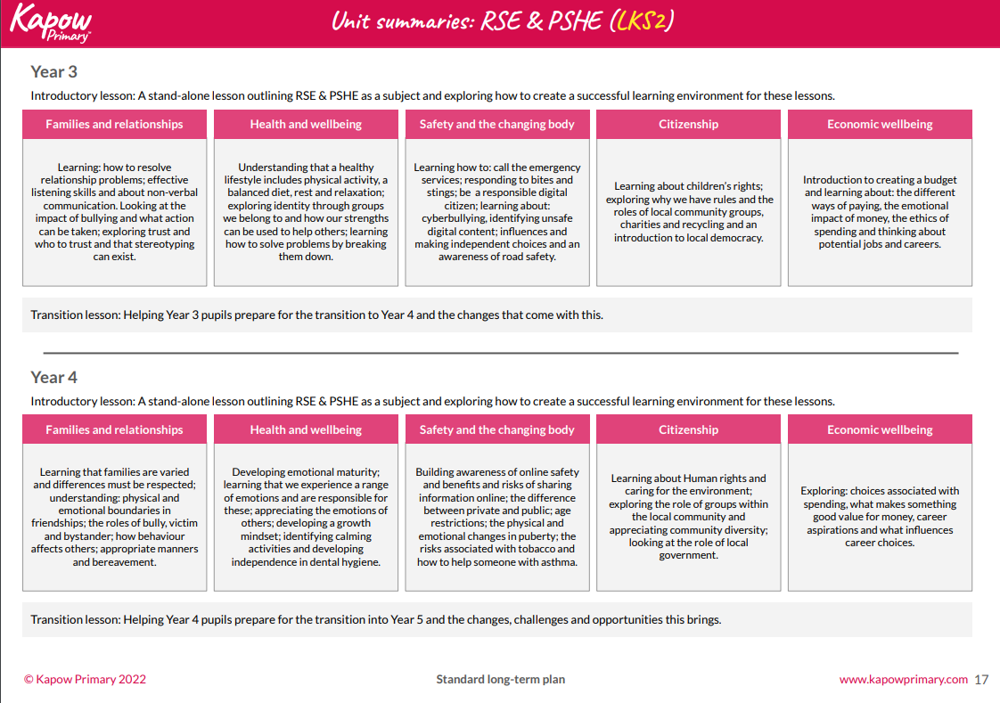 Kapow
Primary™
Unit summaries: RSE & PSHE (LKS2)
Year 3
Introductory lesson: A stand-alone lesson outlining RSE & PSHE as a subject and exploring how to create a successful learning environment for these lessons.
Families and relationships
Learning: how to resolve
relationship problems; effective
listening skills and about non-verbal
communication. Looking at the
impact of bullying and what action
can be taken; exploring trust and
who to trust and that stereotyping
can exist.
Health and wellbeing
Understanding that a healthy
lifestyle includes physical activity, a
balanced diet, rest and relaxation;
exploring identity through groups
we belong to and how our strengths
can be used to help others; learning
how to solve problems by breaking
them down.
Safety and the changing body
Learning how to: call the emergency
services; responding to bites and
stings; be a responsible digital
citizen; learning about:
cyberbullying, identifying unsafe
digital content; influences and
making independent choices and an
awareness of road safety.
Citizenship
Learning about children's rights;
exploring why we have rules and the
roles of local community groups,
charities and recycling and an
introduction to local democracy.
Economic wellbeing
Introduction to creating a budget
and learning about: the different
ways of paying, the emotional
impact of money, the ethics of
spending and thinking about
potential jobs and careers.
Transition lesson: Helping Year 3 pupils prepare for the transition to Year 4 and the changes that come with this.
Year 4
Introductory lesson: A stand-alone lesson outlining RSE & PSHE as a subject and exploring how to create a successful learning environment for these lessons.
Families and relationships
Learning that families are varied
and differences must be respected;
understanding: physical and
emotional boundaries in
friendships; the roles of bully, victim
and bystander; how behaviour
affects others; appropriate manners
and bereavement.
Health and wellbeing
Developing emotional maturity;
learning that we experience a range
of emotions and are responsible for
these; appreciating the emotions of
others; developing a growth
mindset; identifying calming
activities and developing
independence in dental hygiene.
Safety and the changing body
Building awareness of online safety
and benefits and risks of sharing
information online; the difference
between private and public; age
restrictions; the physical and
emotional changes in puberty; the
risks associated with tobacco and
how to help someone with asthma.
Citizenship
Learning about Human rights and
caring for the environment;
exploring the role of groups within
the local community and
appreciating community diversity;
looking at the role of local
government.
Economic wellbeing
Exploring: choices associated with
spending, what makes something
good value for money, career
aspirations and what influences
career choices.
Transition lesson: Helping Year 4 pupils prepare for the transition into Year 5 and the changes, challenges and opportunities this brings.
© Kapow Primary 2022
Standard long-term plan
www.kapowprimary.com 17